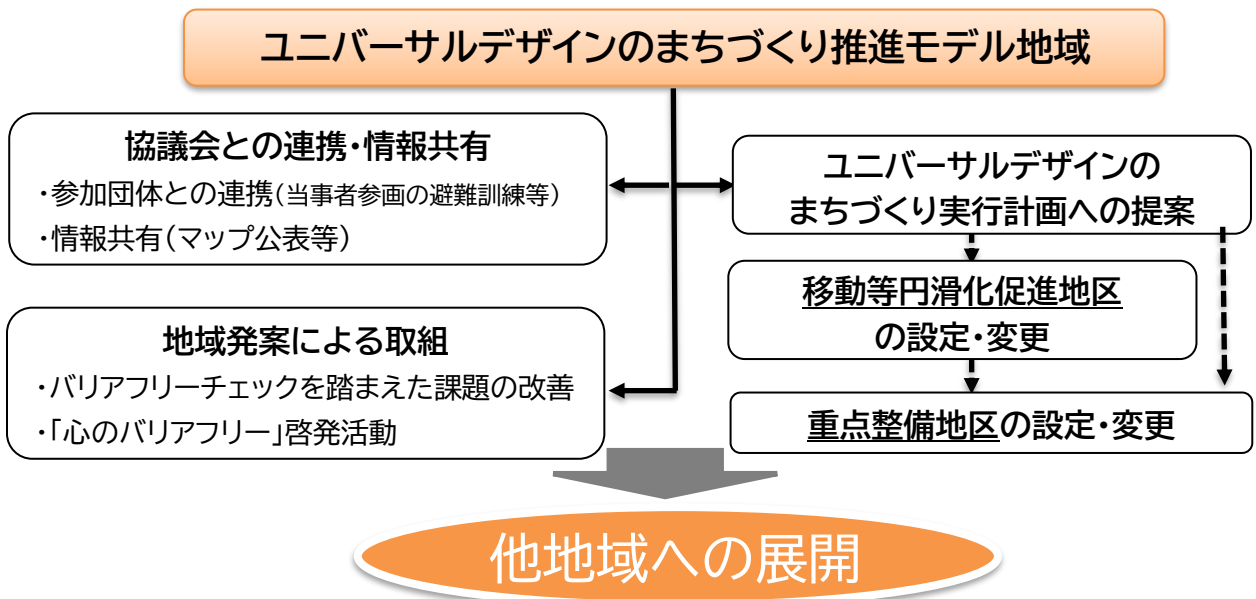 ユニバーサルデザインのまちづくり推進モデル地域
協議会との連携・情報共有
・参加団体との連携(当事者参画の避難訓練等)
・情報共有(マップ公表等)
地域発案による取組
・バリアフリーチェックを踏まえた課題の改善
・「心のバリアフリー」啓発活動
ユニバーサルデザインの
まちづくり実行計画への提案
移動等円滑化促進地区
の設定・変更
重点整備地区の設定・変更
他地域への展開